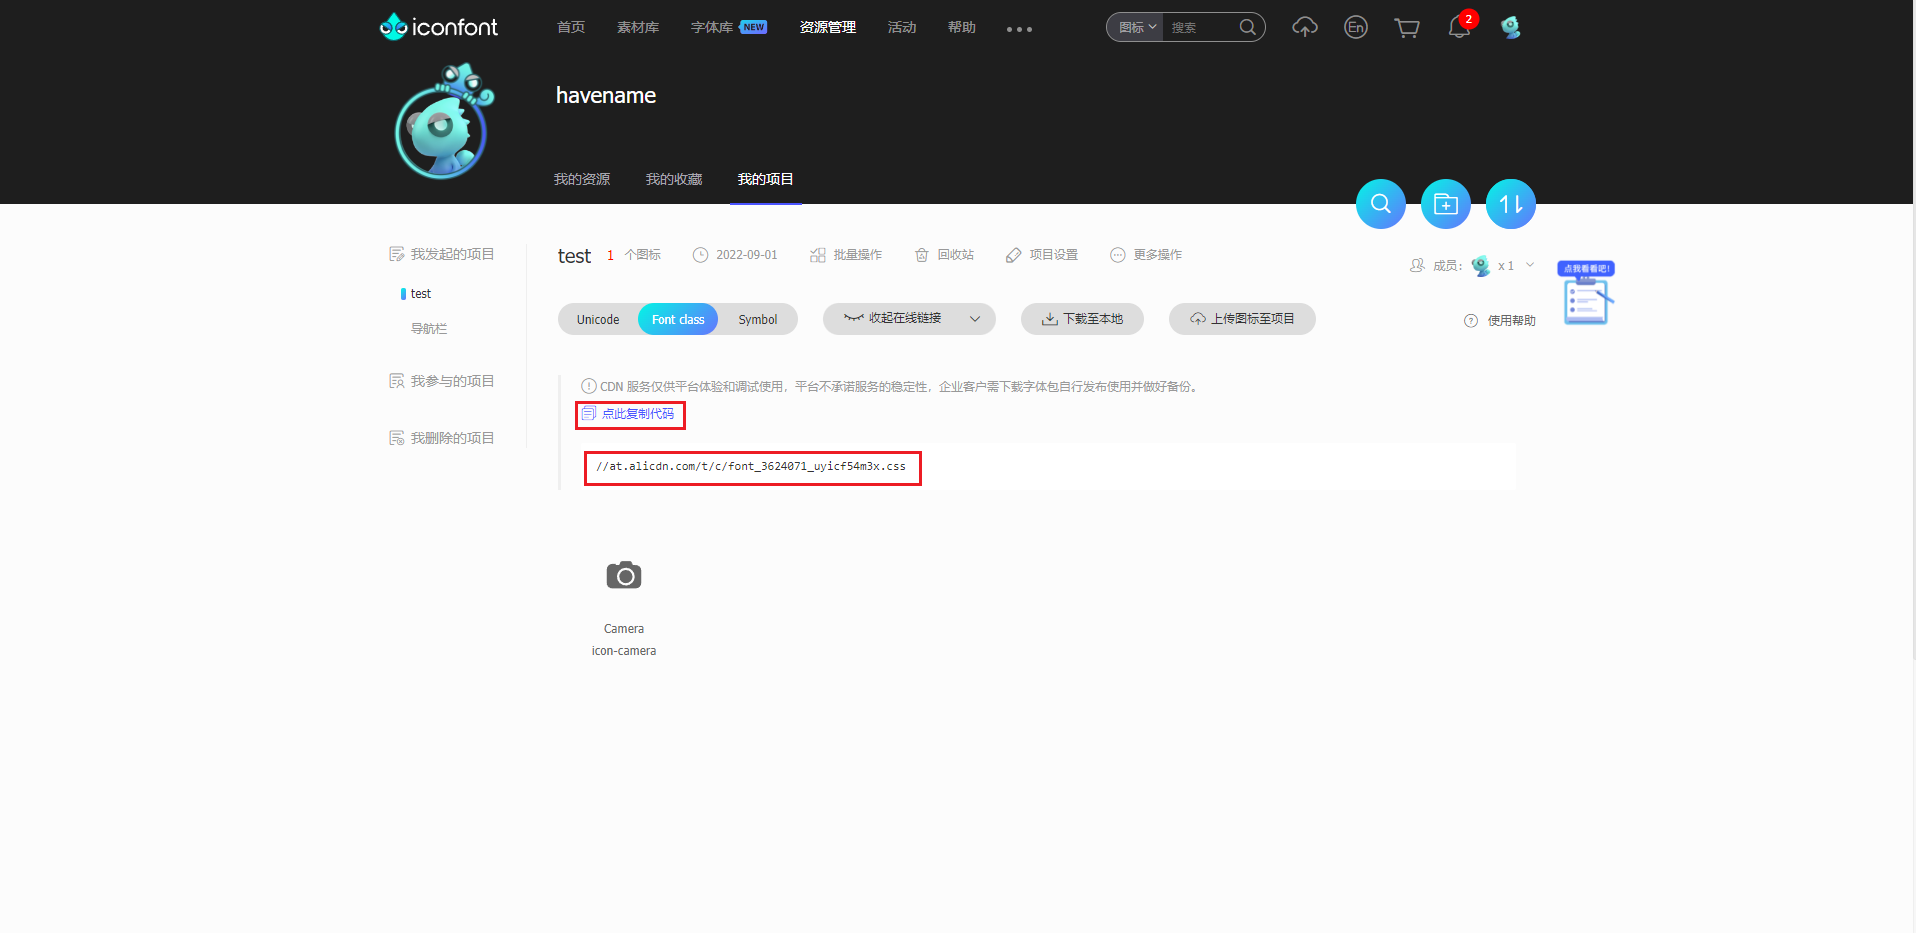 iconfont 首页 素材库 字体库 NEW 资源管理 活动 帮助 图标 搜索 En 2
havename
我的资源 我的收藏 我的项目
我发起的项目
test
导航栏
我参与的项目
我删除的项目
test 1 个图标 2022-09-01 批量操作 回收站 项目设置 更多操作
成员： x 1
点我看看吧!
Unicode Font class Symbol 收起在线链接 下载至本地 上传图标至项目 使用帮助
CDN 服务仅供平台体验和调试使用，平台不承诺服务的稳定性，企业客户需下载字体包自行发布使用并做好备份。
点此复制代码
//at.alicdn.com/t/c/font_3624071_uyicf54m3x.css
Camera
icon-camera